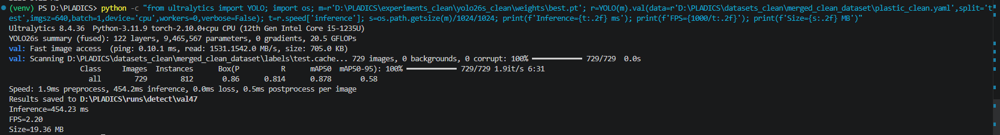 (venv) PS D:\PLADICS> python -c "from ultralytics import YOLO; import os; m=r'D:\PLADICS\experiments_clean\yolo26s_clean\weights\best.pt'; r=YOLO(m).val(data=r'D:\PLADICS\datasets_clean\merged_clean_dataset\plastic_clean.yaml',split='t
est',imgsz=640,batch=1,device='cpu',workers=0,verbose=False); t=r.speed['inference']; s=os.path.getsize(m)/1024/1024; print(f'Inference={t:.2f} ms'); print(f'FPS={1000/t:.2f}'); print(f'Size={s:.2f} MB')"
Ultralytics 8.4.36 Python-3.11.9 torch-2.10.0+cpu CPU (12th Gen Intel Core i5-1235U)
YOLO26s summary (fused): 122 layers, 9,465,567 parameters, 0 gradients, 20.5 GFLOPs
val: Fast image access (ping: 0.10.1 ms, read: 1531.1542.0 MB/s, size: 705.0 KB)
val: Scanning D:\PLADICS\datasets_clean\merged_clean_dataset\labels\test.cache... 729 images, 0 backgrounds, 0 corrupt: 100% ━━━━━━━━━━━━ 729/729 0.0s
Class Images Instances Box(P R mAP50 mAP50-95): 100% ━━━━━━━━━━━━ 729/729 1.9it/s 6:31
all 729 812 0.86 0.814 0.878 0.58
Speed: 1.9ms preprocess, 454.2ms inference, 0.0ms loss, 0.5ms postprocess per image
Results saved to D:\PLADICS\runs\detect\val47
Inference=454.23 ms
FPS=2.20
Size=19.36 MB